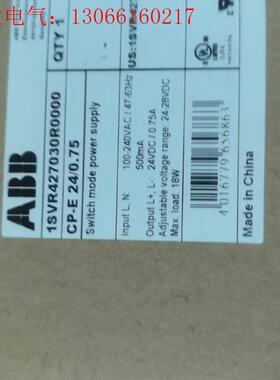 电气：13066160217
ABB
QTY 1
1SVR427030R0000
CP-E 24/0.75
Switch mode power supply
Input L, N 100-240VAC / 47-63Hz
500mA
Output L+, L-: 24VDC / 0.75A
Adjustable voltage range: 24-28VDC
Max. load: 18W
4016779656863
Made in China